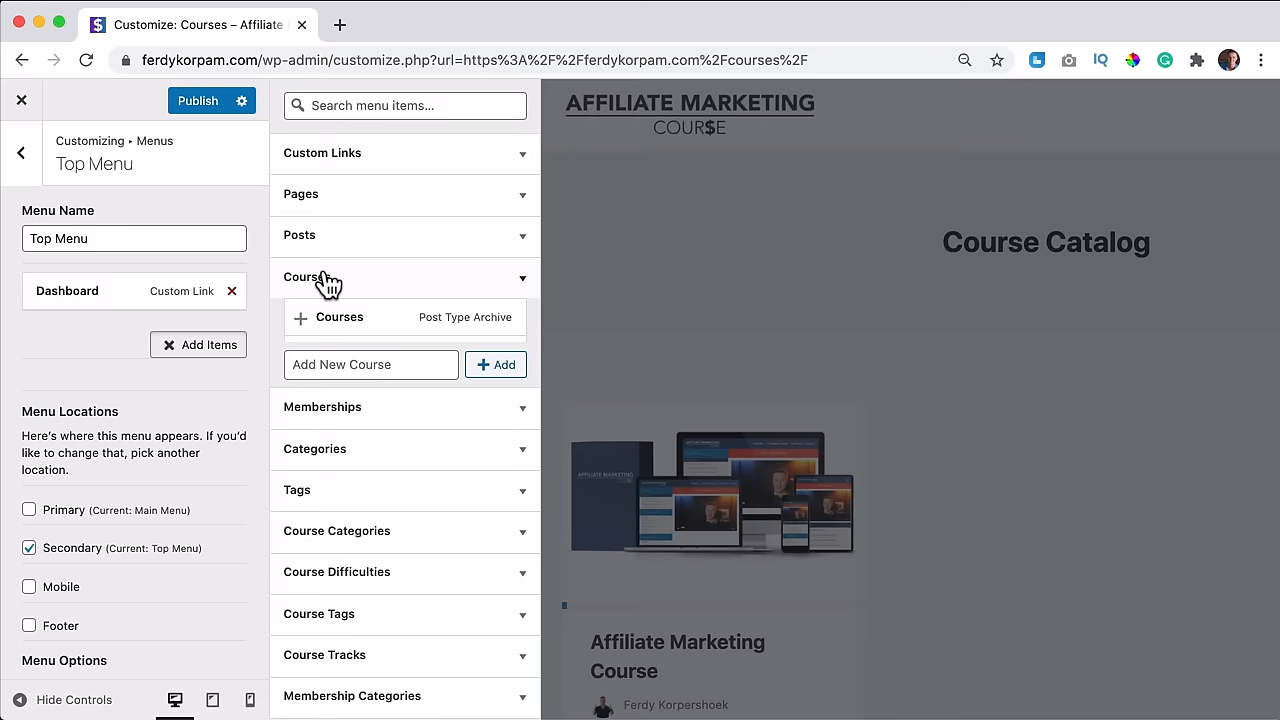 Customize: Courses – Affiliate
ferdykorpam.com/wp-admin/customize.php?url=https%3A%2F%2Fferdykorpam.com%2Fcourses%2F
Publish
Customizing ▸ Menus
Top Menu
Menu Name
Top Menu
Dashboard Custom Link
Add Items
Menu Locations
Here's where this menu appears. If you'd
like to change that, pick another
location.
Primary (Current: Main Menu)
Secondary (Current: Top Menu)
Mobile
Footer
Menu Options
Hide Controls
Search menu items...
Custom Links
Pages
Posts
Courses
Courses Post Type Archive
Add New Course
Add
Memberships
Categories
Tags
Course Categories
Course Difficulties
Course Tags
Course Tracks
Membership Categories
AFFILIATE MARKETING
COUR$E
Course Catalog
AFFILIATE MARKETING
Affiliate Marketing
Course
Ferdy Korpershoek